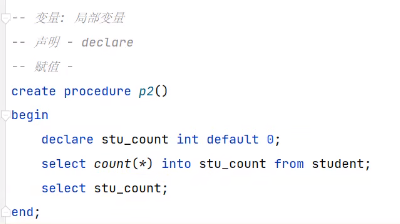 -- 变量: 局部变量
-- 声明 - declare
-- 赋值 -
create procedure p2()
begin
    declare stu_count int default 0;
    select count(*) into stu_count from student;
    select stu_count;
end;